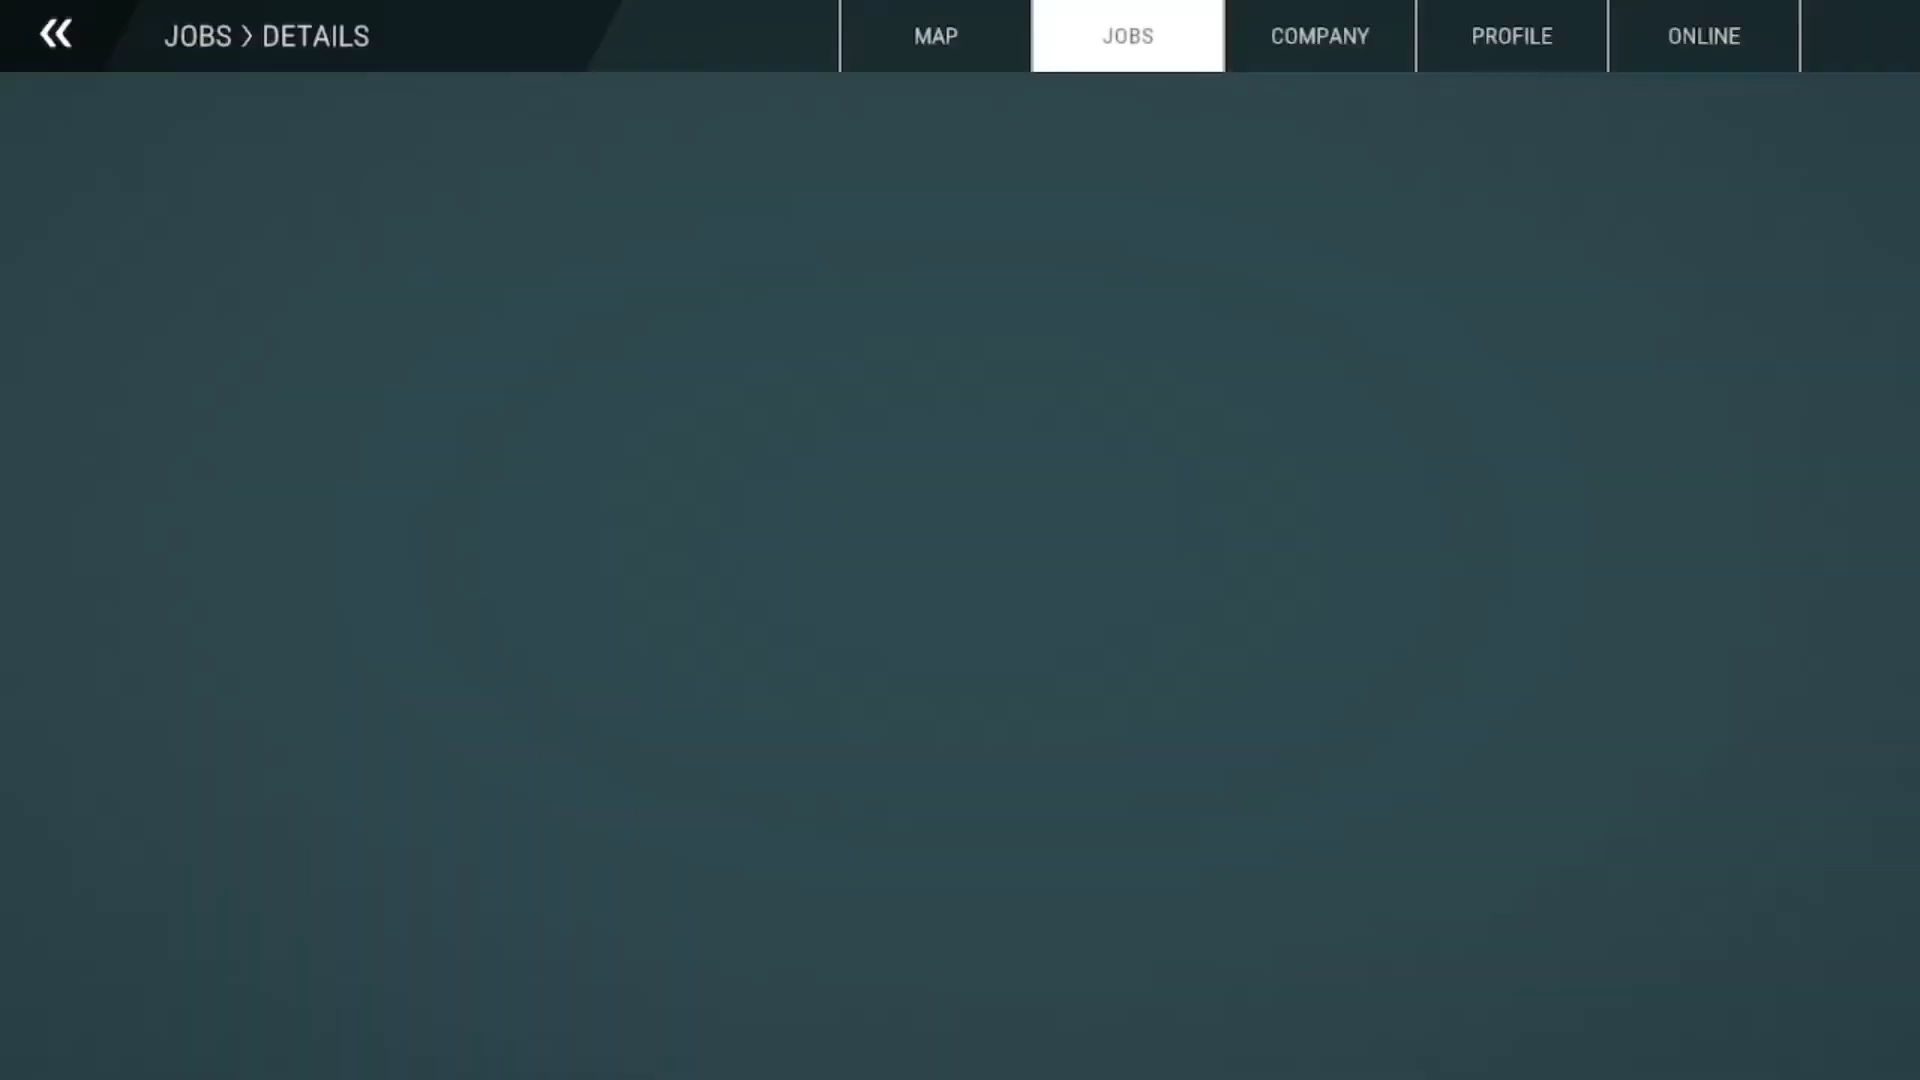 JOBS > DETAILS
MAP
JOBS
COMPANY
PROFILE
ONLINE